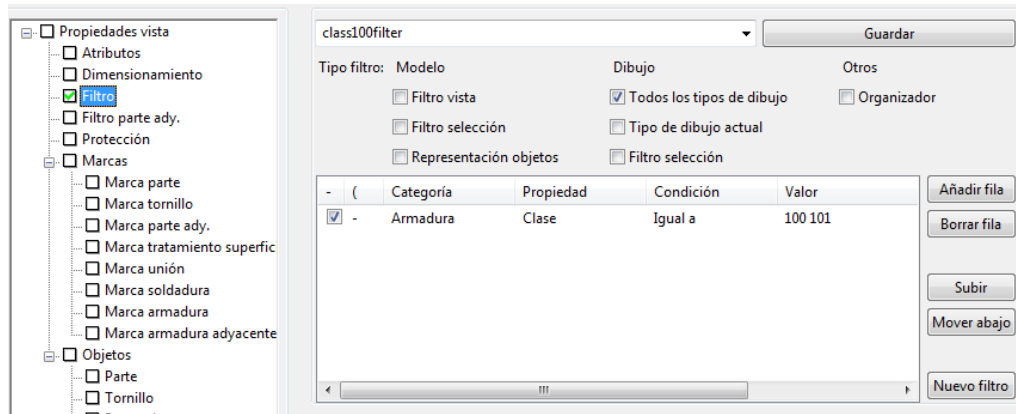 Propiedades vista
Atributos
Dimensionamiento
Filtro
Filtro parte ady.
Protección
Marcas
Marca parte
Marca tornillo
Marca parte ady.
Marca tratamiento superfic
Marca unión
Marca soldadura
Marca armadura
Marca armadura adyacente
Objetos
Parte
Tornillo
class100filter Guardar
Tipo filtro: Modelo Dibujo Otros
Filtro vista Todos los tipos de dibujo Organizador
Filtro selección Tipo de dibujo actual
Representación objetos Filtro selección
- ( Categoría Propiedad Condición Valor
- Armadura Clase Igual a 100 101
Añadir fila
Borrar fila
Subir
Mover abajo
Nuevo filtro